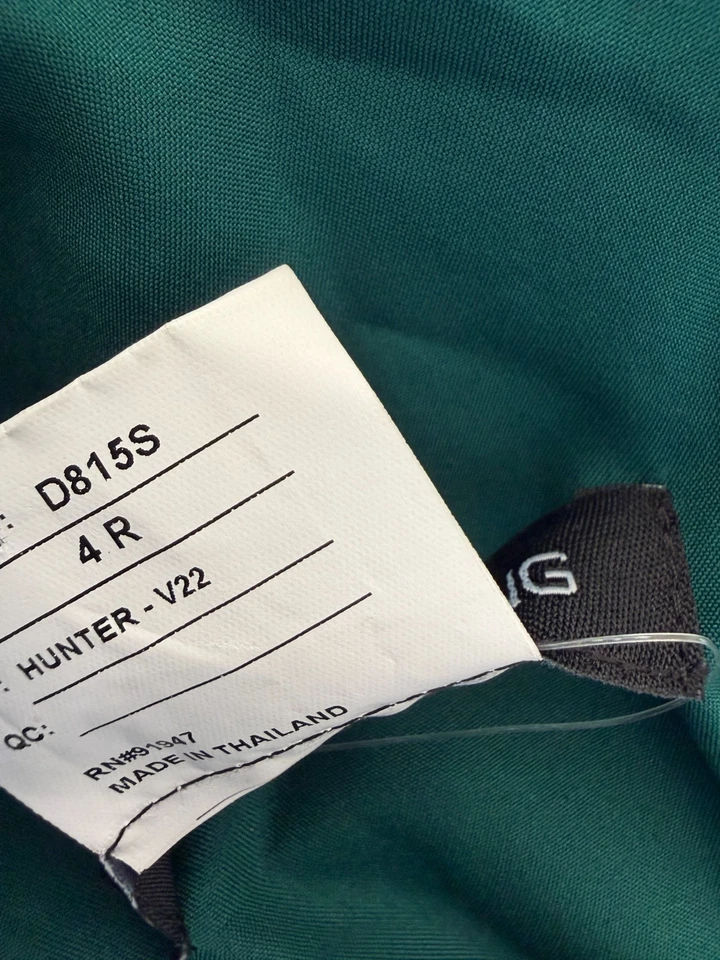 : D815S
4 R
: HUNTER - V22
QC:
RN#91947
MADE IN THAILAND
G